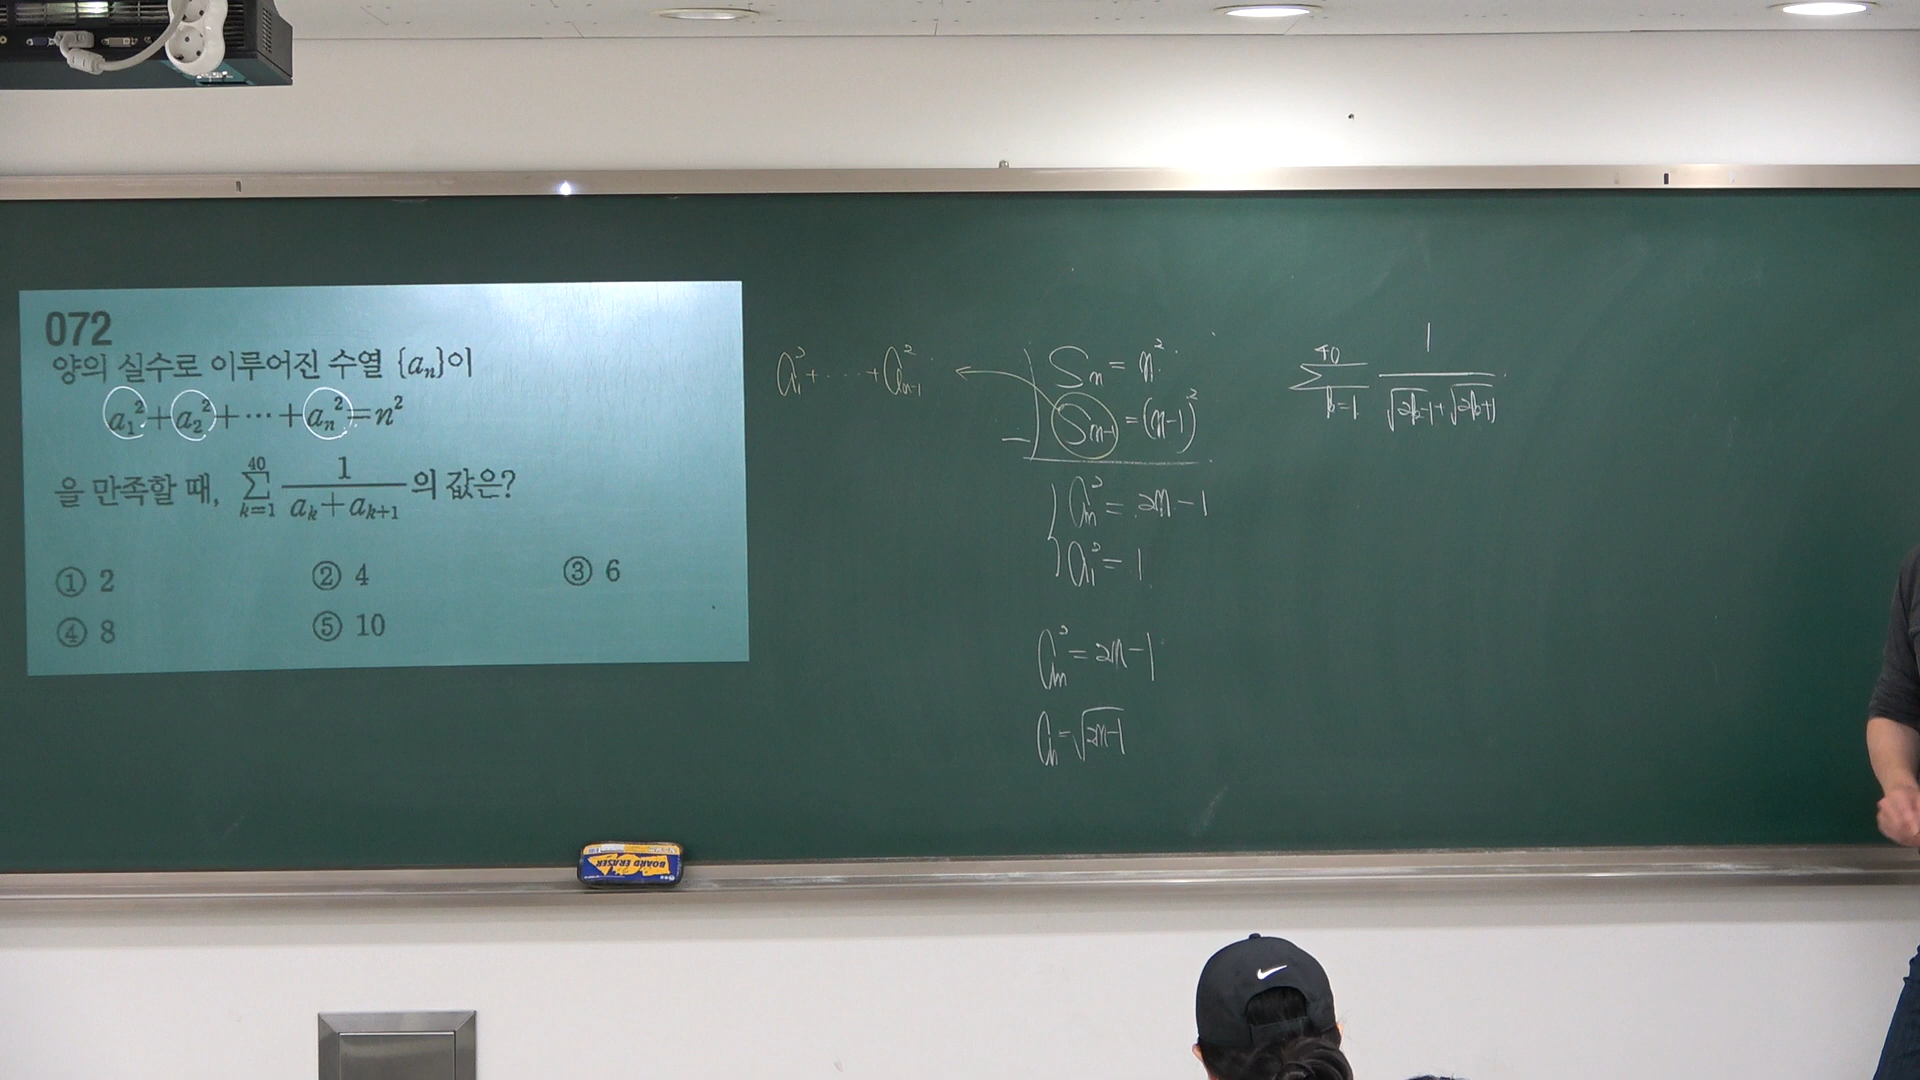 072
양의 실수로 이루어진 수열 {aₙ}이
a₁²+a₂²+⋯+aₙ²=n²
을 만족할 때, ∑_{k=1}^{40} 1/(aₖ+aₖ₊₁) 의 값은?
① 2 ② 4 ③ 6
④ 8 ⑤ 10
a₁²+⋯+aₙ₋₁²
Sₙ = n²
Sₙ₋₁ = (n-1)²
aₙ² = 2n-1
a₁² = 1
aₙ² = 2n-1
aₙ = √(2n-1)
∑_{k=1}^{40} 1/(√(2k-1)+√(2k+1))
BOARD ERASER